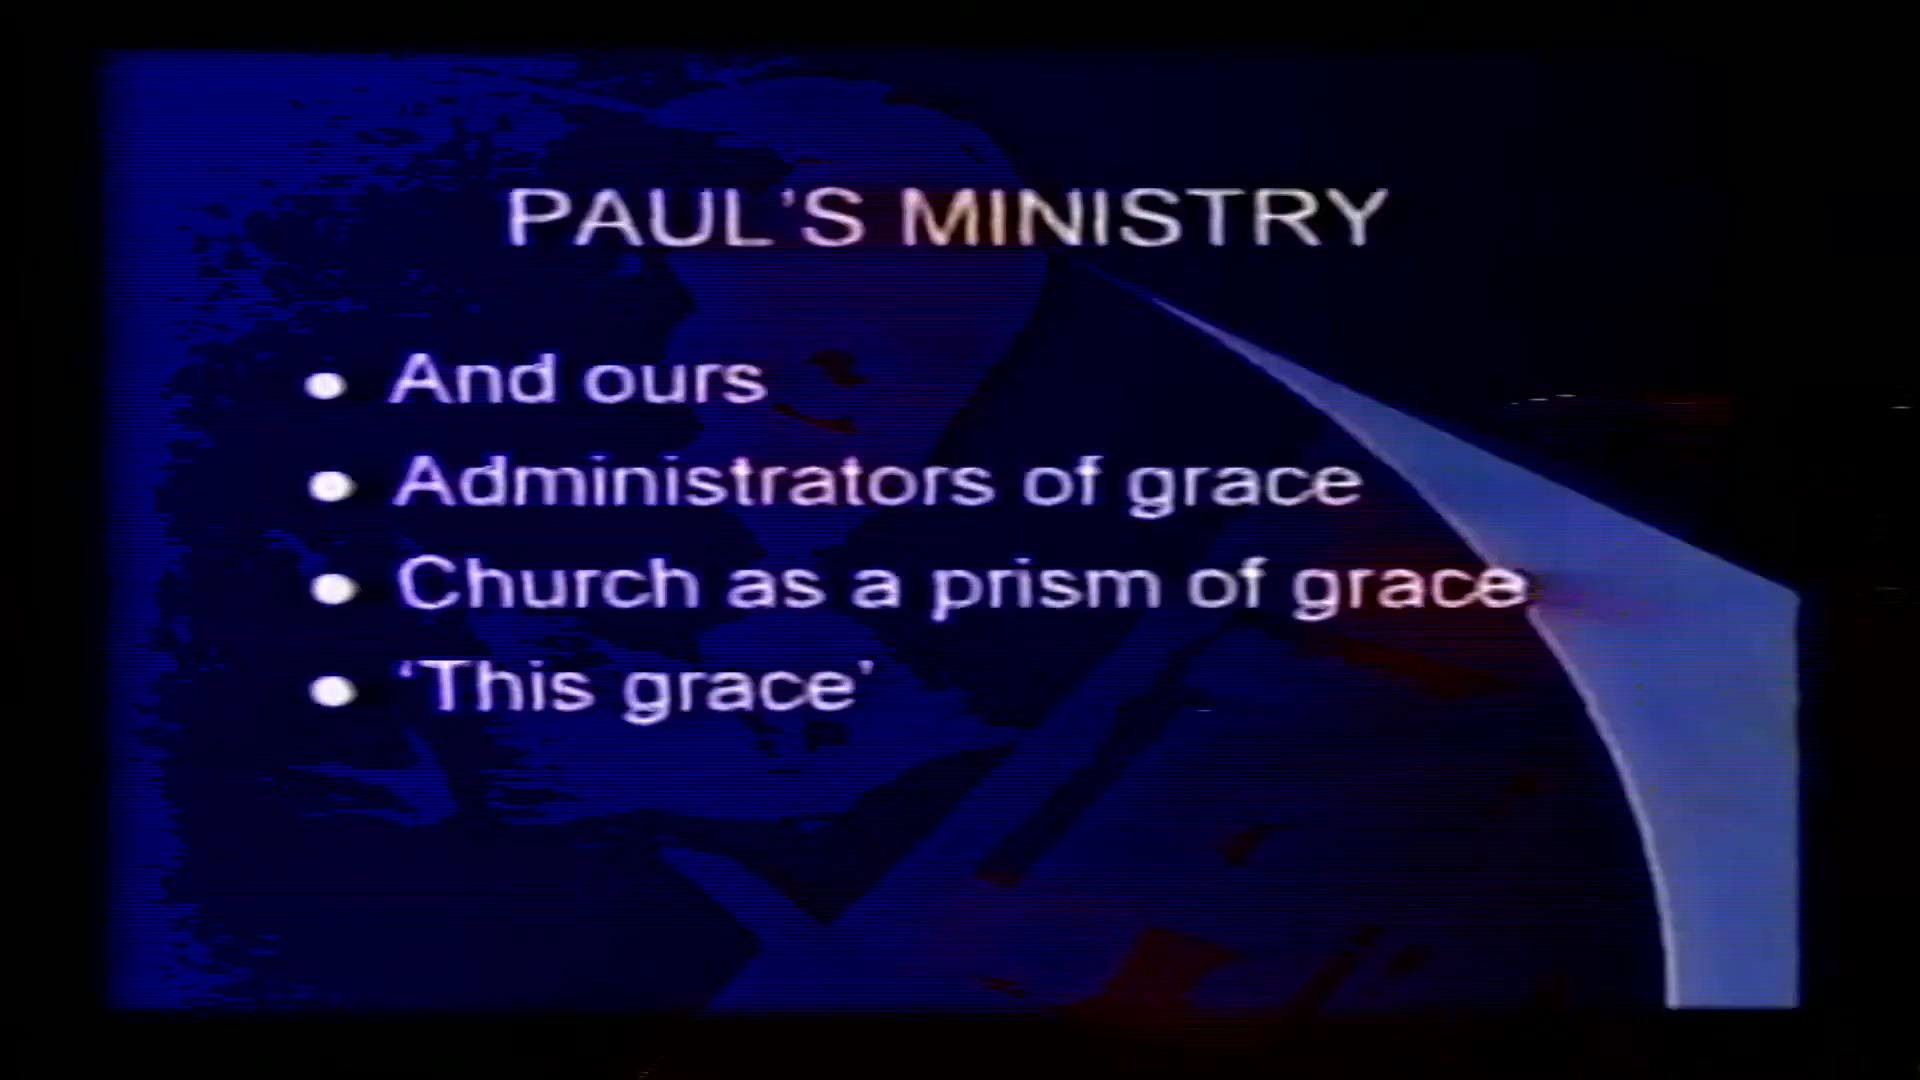 PAUL'S MINISTRY
• And ours
• Administrators of grace
• Church as a prism of grace
• 'This grace'